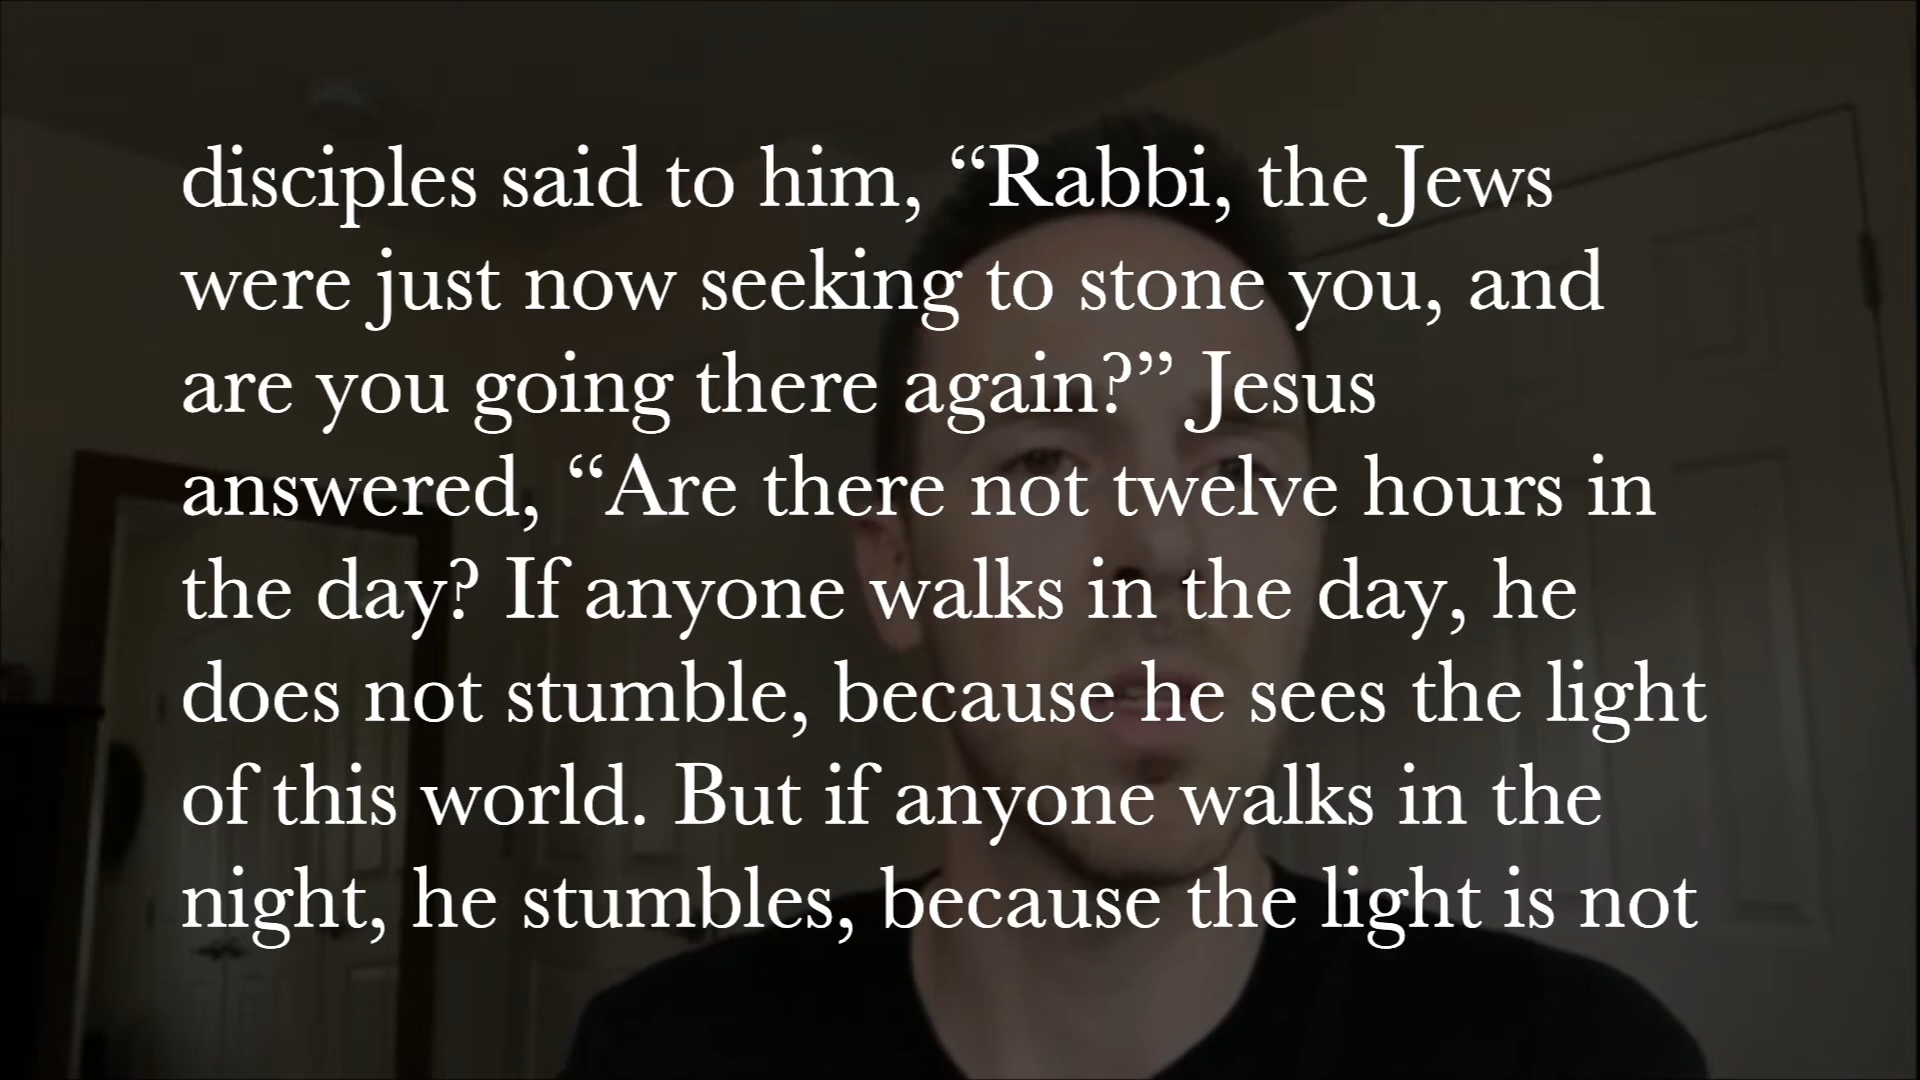 disciples said to him, “Rabbi, the Jews
were just now seeking to stone you, and
are you going there again?” Jesus
answered, “Are there not twelve hours in
the day? If anyone walks in the day, he
does not stumble, because he sees the light
of this world. But if anyone walks in the
night, he stumbles, because the light is not